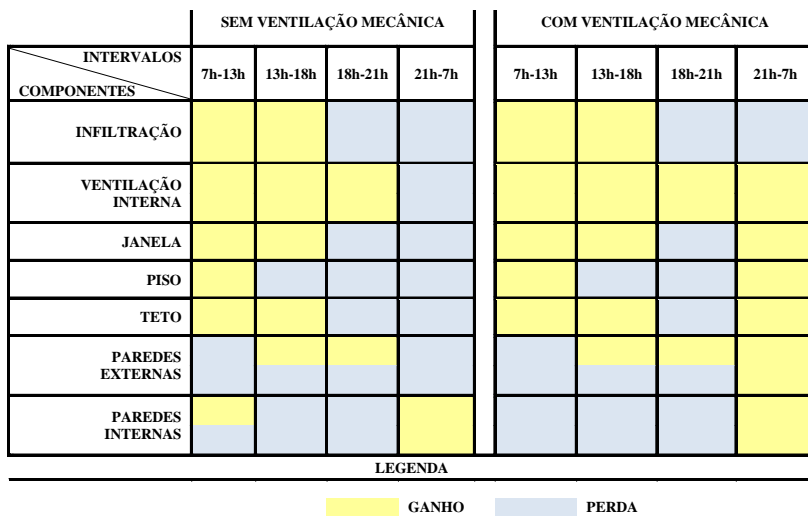 SEM VENTILAÇÃO MECÂNICA COM VENTILAÇÃO MECÂNICA
INTERVALOS
COMPONENTES
7h-13h 13h-18h 18h-21h 21h-7h 7h-13h 13h-18h 18h-21h 21h-7h
INFILTRAÇÃO
VENTILAÇÃO
INTERNA
JANELA
PISO
TETO
PAREDES
EXTERNAS
PAREDES
INTERNAS
LEGENDA
GANHO PERDA